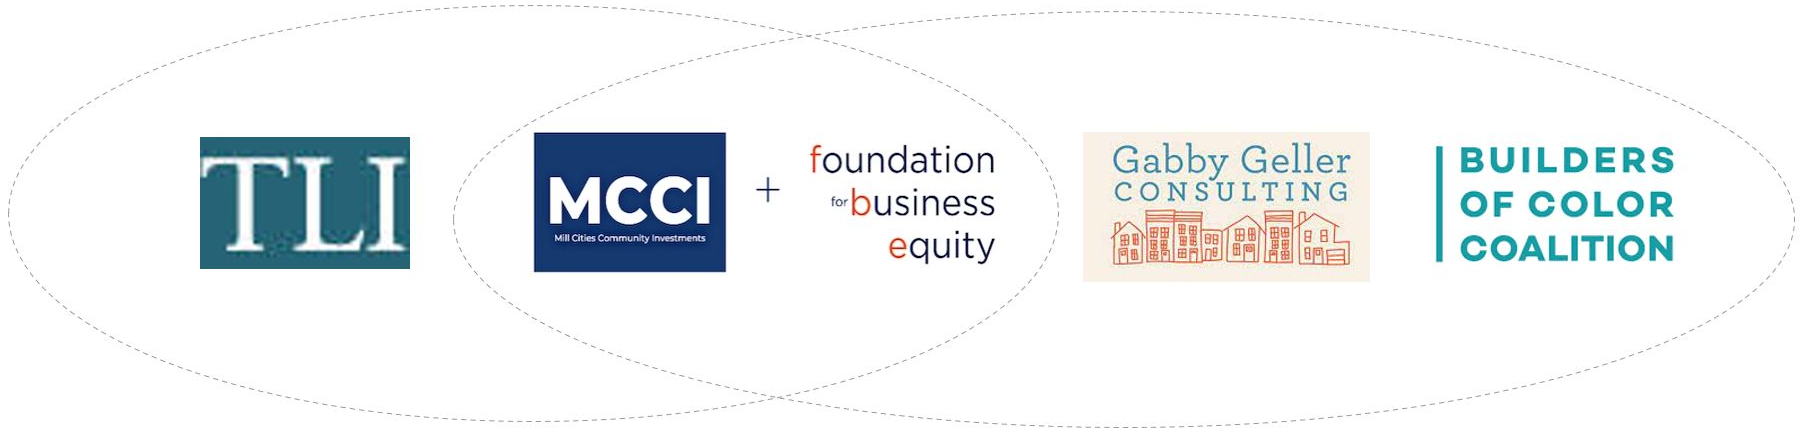 TLI
MCCI
Mill Cities Community Investments
+
foundation
for business
equity
Gabby Geller
CONSULTING
BUILDERS
OF COLOR
COALITION